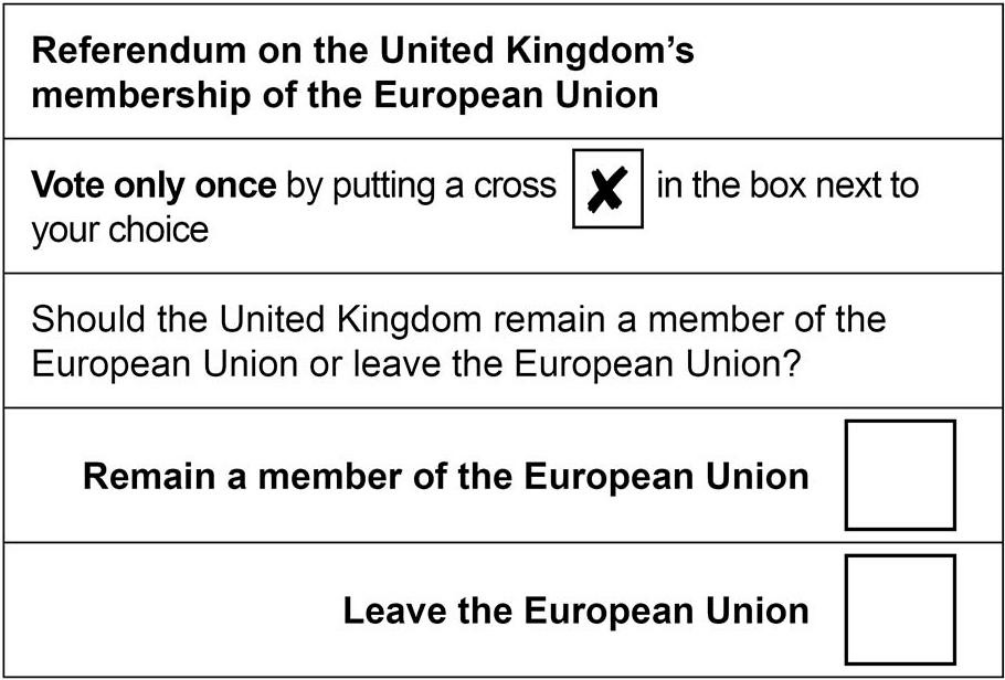 Referendum on the United Kingdom’s
membership of the European Union
Vote only once by putting a cross X in the box next to
your choice
Should the United Kingdom remain a member of the
European Union or leave the European Union?
Remain a member of the European Union
Leave the European Union